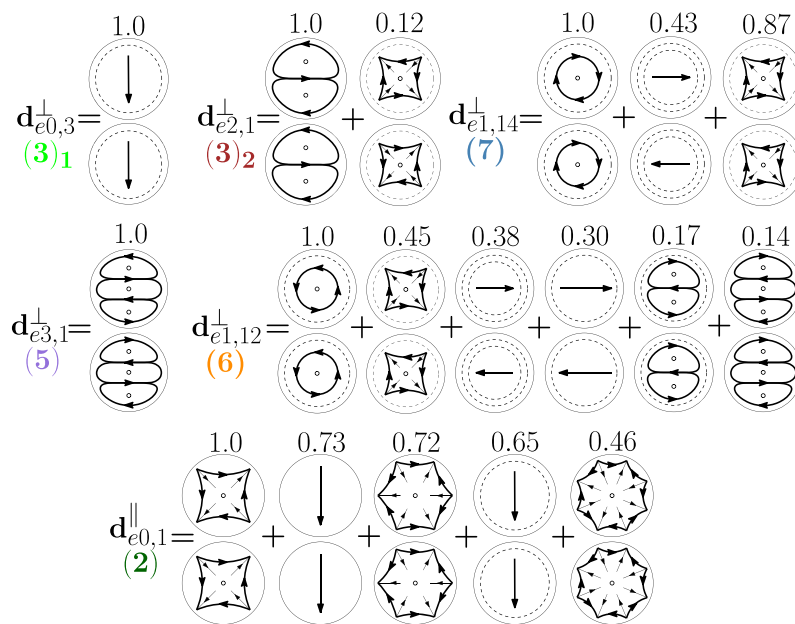 1.0 0.12 1.0 0.43 0.87
d⊥e0,3= d⊥e2,1= + d⊥e1,14= + +
(3)1 (3)2 (7)
1.0 1.0 0.45 0.38 0.30 0.17 0.14
d⊥e3,1= d⊥e1,12= + + + + +
(5) (6)
1.0 0.73 0.72 0.65 0.46
d∥e0,1= + + + +
(2)